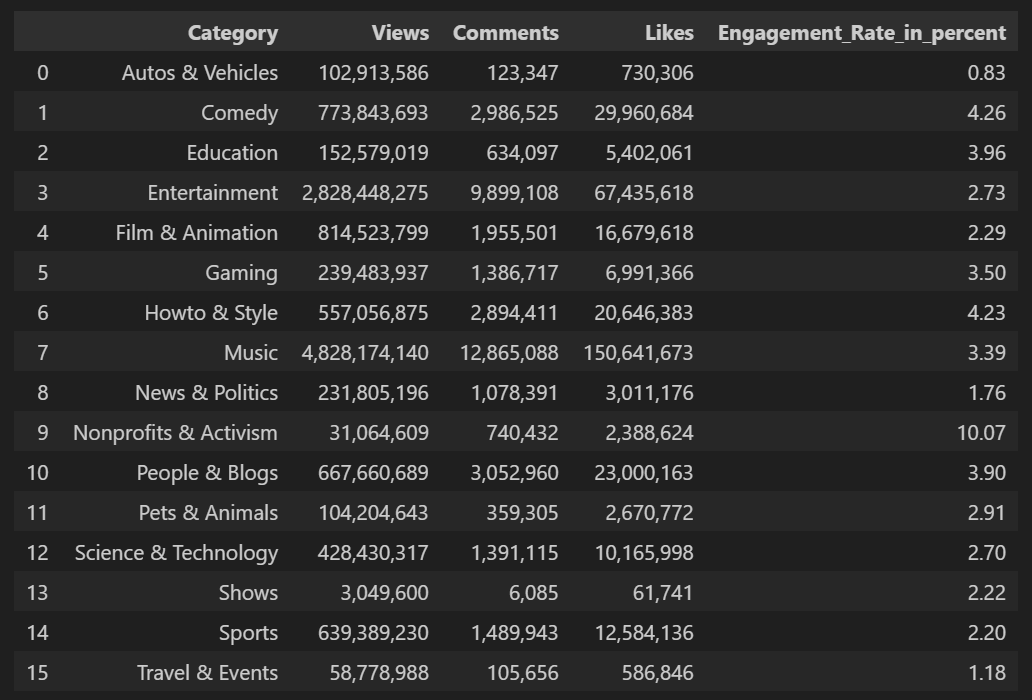 Category Views Comments Likes Engagement_Rate_in_percent
0 Autos & Vehicles 102,913,586 123,347 730,306 0.83
1 Comedy 773,843,693 2,986,525 29,960,684 4.26
2 Education 152,579,019 634,097 5,402,061 3.96
3 Entertainment 2,828,448,275 9,899,108 67,435,618 2.73
4 Film & Animation 814,523,799 1,955,501 16,679,618 2.29
5 Gaming 239,483,937 1,386,717 6,991,366 3.50
6 Howto & Style 557,056,875 2,894,411 20,646,383 4.23
7 Music 4,828,174,140 12,865,088 150,641,673 3.39
8 News & Politics 231,805,196 1,078,391 3,011,176 1.76
9 Nonprofits & Activism 31,064,609 740,432 2,388,624 10.07
10 People & Blogs 667,660,689 3,052,960 23,000,163 3.90
11 Pets & Animals 104,204,643 359,305 2,670,772 2.91
12 Science & Technology 428,430,317 1,391,115 10,165,998 2.70
13 Shows 3,049,600 6,085 61,741 2.22
14 Sports 639,389,230 1,489,943 12,584,136 2.20
15 Travel & Events 58,778,988 105,656 586,846 1.18